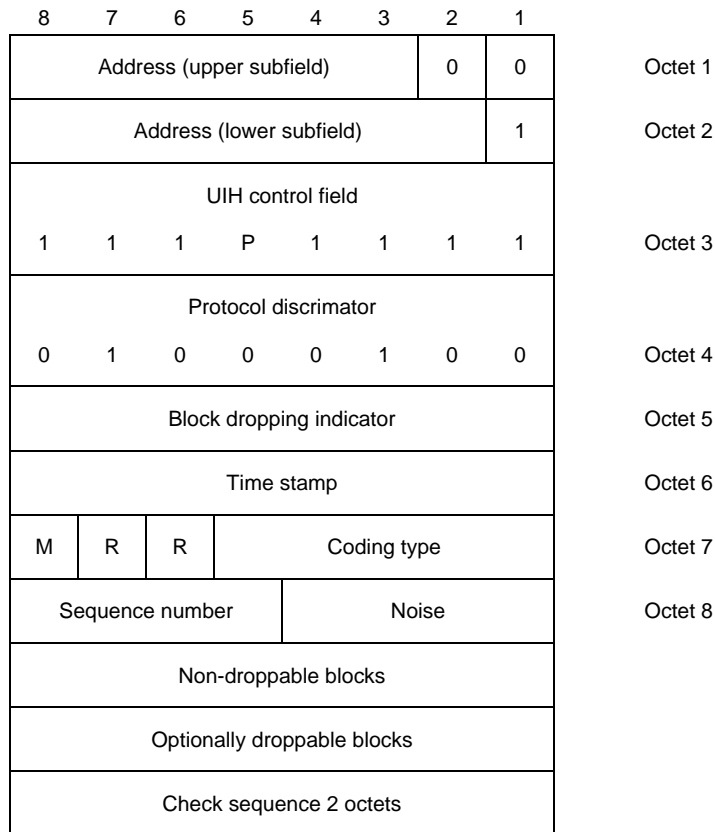 8 7 6 5 4 3 2 1
Address (upper subfield) 0 0 Octet 1
Address (lower subfield) 1 Octet 2
UIH control field
1 1 1 P 1 1 1 1 Octet 3
Protocol discrimator
0 1 0 0 0 1 0 0 Octet 4
Block dropping indicator Octet 5
Time stamp Octet 6
M R R Coding type Octet 7
Sequence number Noise Octet 8
Non-droppable blocks
Optionally droppable blocks
Check sequence 2 octets